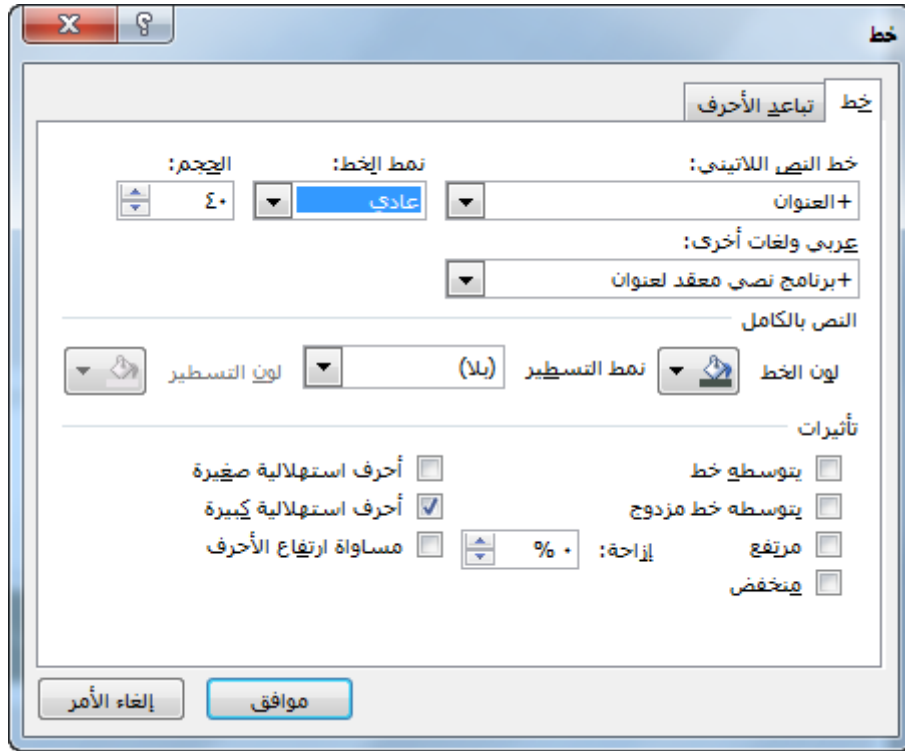 خط
خط
تباعد الأحرف
خط النص اللاتيني:
نمط الخط:
الحجم:
+العنوان
عادي
٤٠
عربي ولغات أخرى:
+برنامج نصي معقد لعنوان
النص بالكامل
لون الخط
نمط التسطير
(بلا)
لون التسطير
تأثيرات
يتوسطه خط
أحرف استهلالية صغيرة
يتوسطه خط مزدوج
أحرف استهلالية كبيرة
مرتفع
إزاحة:
٠ %
مساواة ارتفاع الأحرف
منخفض
موافق
إلغاء الأمر